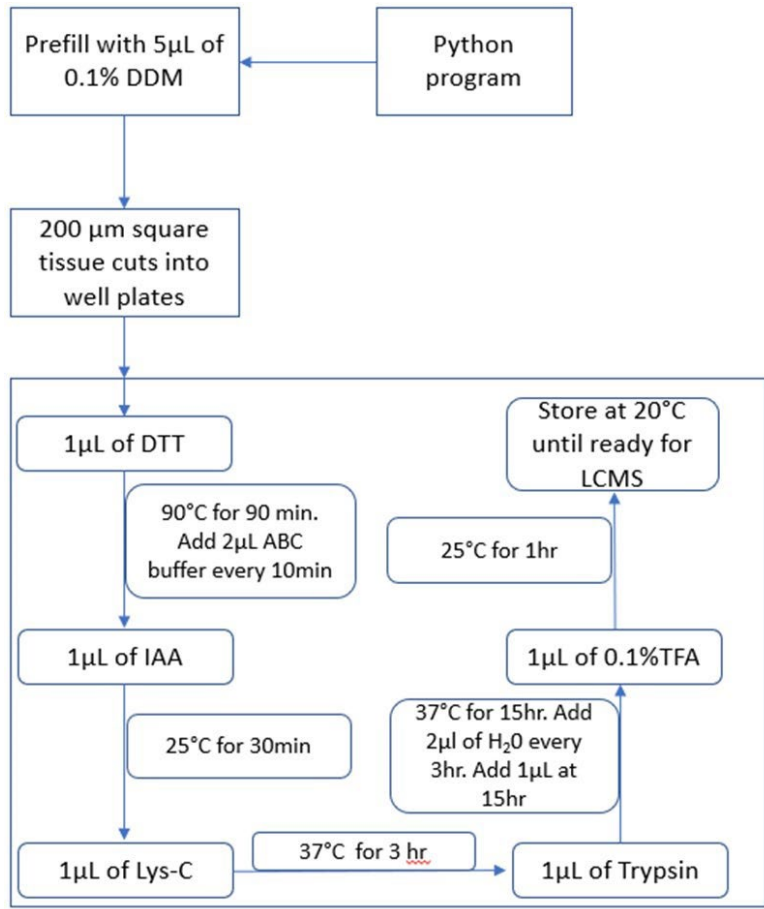 Prefill with 5µL of
0.1% DDM
Python
program
200 µm square
tissue cuts into
well plates
1µL of DTT
90°C for 90 min.
Add 2µL ABC
buffer every 10min
1µL of IAA
25°C for 30min
1µL of Lys-C
37°C for 3 hr
1µL of Trypsin
37°C for 15hr. Add
2µl of H₂0 every
3hr. Add 1µL at
15hr
1µL of 0.1%TFA
25°C for 1hr
Store at 20°C
until ready for
LCMS